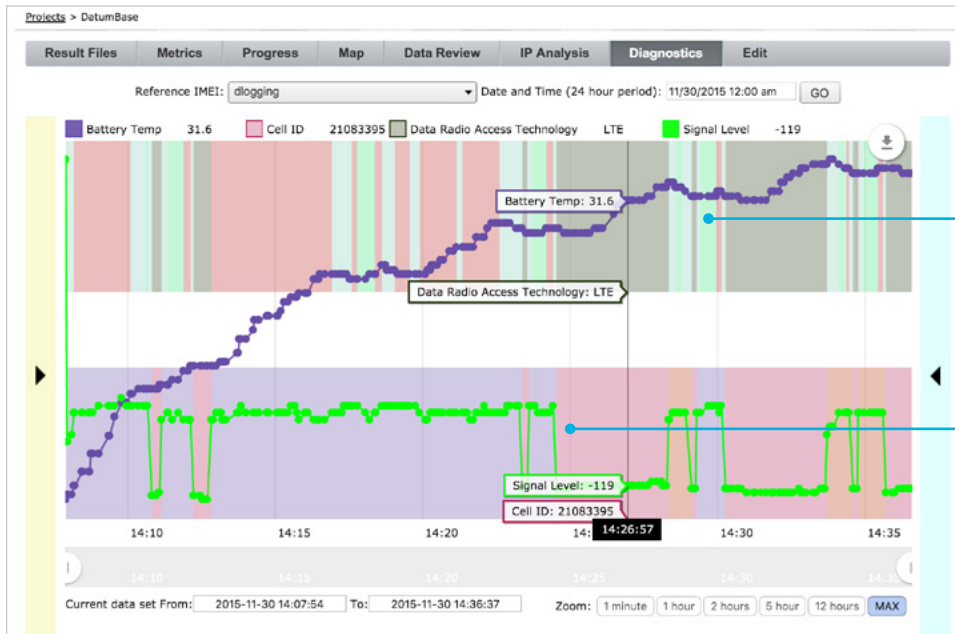 Projects > DatumBase
Result Files Metrics Progress Map Data Review IP Analysis Diagnostics Edit
Reference IMEI: dlogging Date and Time (24 hour period): 11/30/2015 12:00 am GO
Battery Temp 31.6 Cell ID 21083395 Data Radio Access Technology LTE Signal Level -119
Battery Temp: 31.6
Data Radio Access Technology: LTE
Signal Level: -119
Cell ID: 21083395
14:10 14:15 14:20 14: 14:26:57 14:30 14:35
14:10 14:15 14:20 14:25 14:30 14:35
Current data set From: 2015-11-30 14:07:54 To: 2015-11-30 14:36:37 Zoom: 1 minute 1 hour 2 hours 5 hour 12 hours MAX